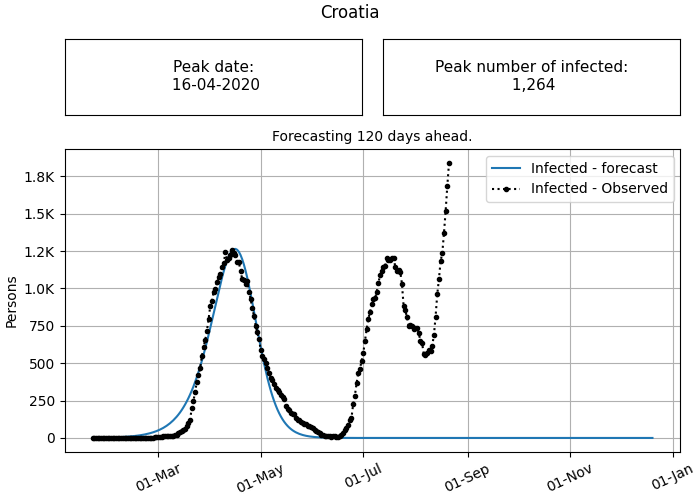 Croatia
Peak date:
16-04-2020
Peak number of infected:
1,264
Forecasting 120 days ahead.
Infected - forecast
Infected - Observed
1.8K
1.5K
1.2K
1.0K
750
500
250
0
Persons
01-Mar
01-May
01-Jul
01-Sep
01-Nov
01-Jan